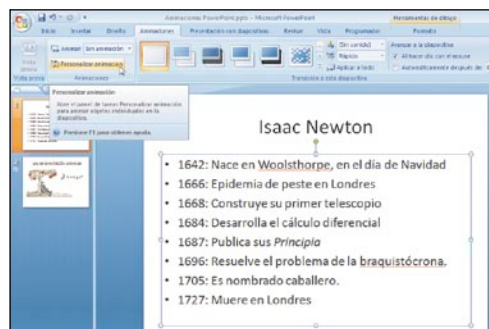 Animaciones PowerPoint.pptx - Microsoft PowerPoint
Herramientas de dibujo
Inicio Insertar Diseño Animaciones Presentación con diapositivas Revisar Vista Programador Formato
Vista previa
Animar: Sin animación
Personalizar animación
Vista previa
Animaciones
[Sin sonido]
Rápido
Aplicar a todo
Avanzar a la diapositiva
Al hacer clic con el mouse
Automáticamente después de:
Transición a esta diapositiva
Personalizar animación
Abre el panel de tareas Personalizar animación
para animar objetos individuales en la
diapositiva.
Presione F1 para obtener ayuda.
Isaac Newton
• 1642: Nace en Woolsthorpe, en el día de Navidad
• 1666: Epidemia de peste en Londres
• 1668: Construye su primer telescopio
• 1684: Desarrolla el cálculo diferencial
• 1687: Publica sus Principia
• 1696: Resuelve el problema de la braquistócrona.
• 1705: Es nombrado caballero.
• 1727: Muere en Londres